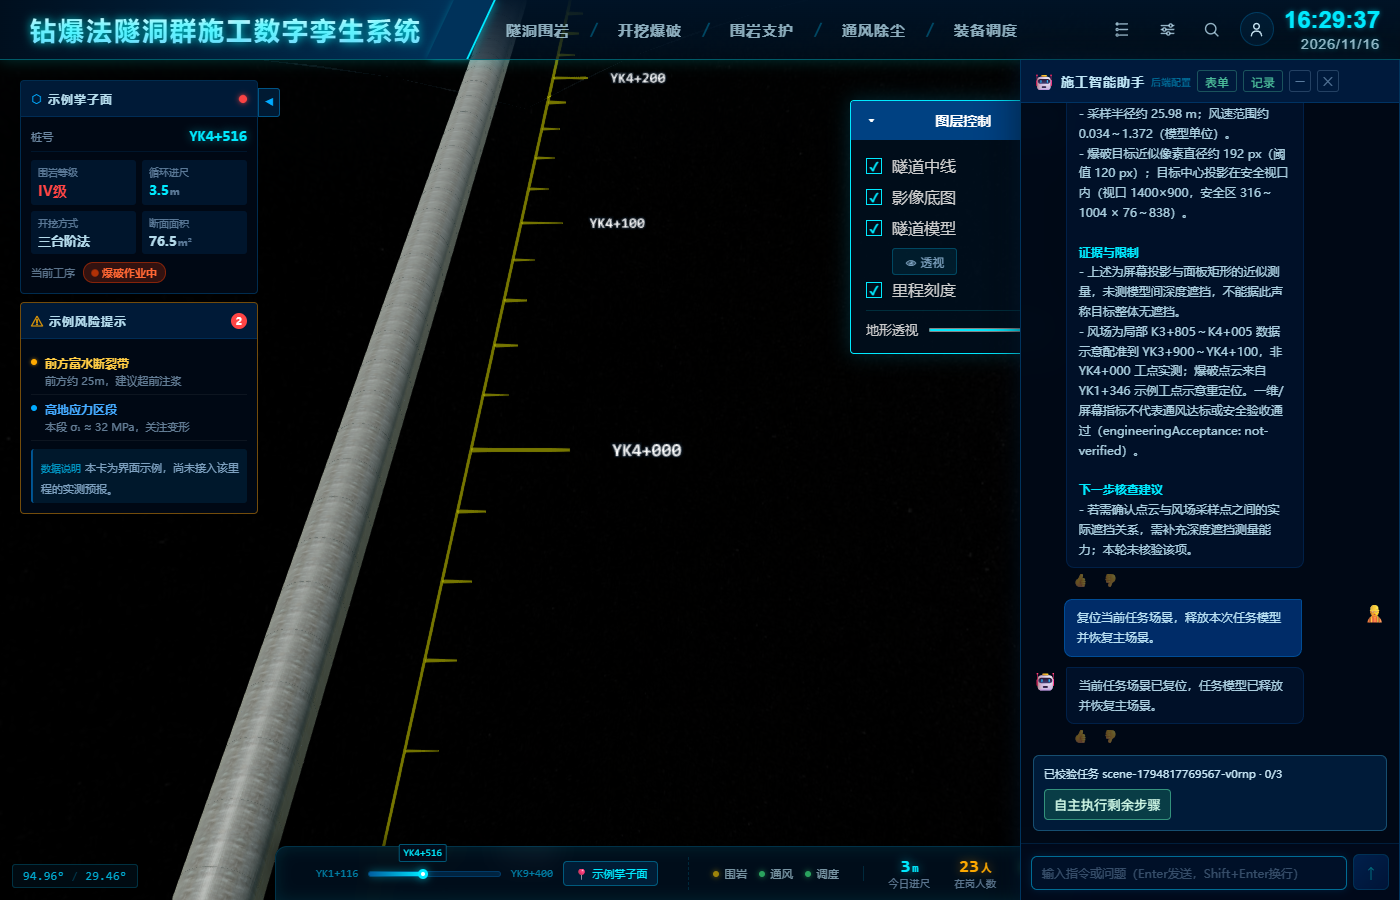 钻爆法隧洞群施工数字孪生系统
隧洞围岩 / 开挖爆破 / 围岩支护 / 通风除尘 / 装备调度
16:29:37
2026/11/16
示例掌子面
桩号 YK4+516
围岩等级 循环进尺
IV级 3.5m
开挖方式 断面面积
三台阶法 76.5m²
当前工序 爆破作业中
示例风险提示 2
前方富水断裂带
前方约 25m，建议超前注浆
高地应力区段
本段 σ₁ ≈ 32 MPa，关注变形
数据说明 本卡为界面示例，尚未接入该里
程的实测预报。
YK4+200
YK4+100
YK4+000
图层控制
隧道中线
影像底图
隧道模型
透视
里程刻度
地形透视
施工智能助手 后端配置 表单 记录
- 采样半径约 25.98 m；风速范围约
0.034～1.372（模型单位）。
- 爆破目标近似像素直径约 192 px（阈
值 120 px）；目标中心投影在安全视口
内（视口 1400×900，安全区 316～
1004 × 76～838）。
证据与限制
- 上述为屏幕投影与面板矩形的近似测
量，未测模型间深度遮挡，不能据此声
称目标整体无遮挡。
- 风场为局部 K3+805～K4+005 数据
示意配准到 YK3+900～YK4+100，非
YK4+000 工点实测；爆破点云来自
YK1+346 示例工点示意重定位。一维/
屏幕指标不代表通风达标或安全验收通
过（engineeringAcceptance: not-
verified）。
下一步核查建议
- 若需确认点云与风场采样点之间的实
际遮挡关系，需补充深度遮挡测量能
力；本轮未核验该项。
复位当前任务场景，释放本次任务模型
并恢复主场景。
当前任务场景已复位，任务模型已释放
并恢复主场景。
已校验任务 scene-1794817769567-v0rnp · 0/3
自主执行剩余步骤
输入指令或问题（Enter发送，Shift+Enter换行）
94.96° / 29.46°
YK4+516
YK1+116 YK9+400 示例掌子面
围岩 通风 调度
3m
今日进尺
23人
在岗人数